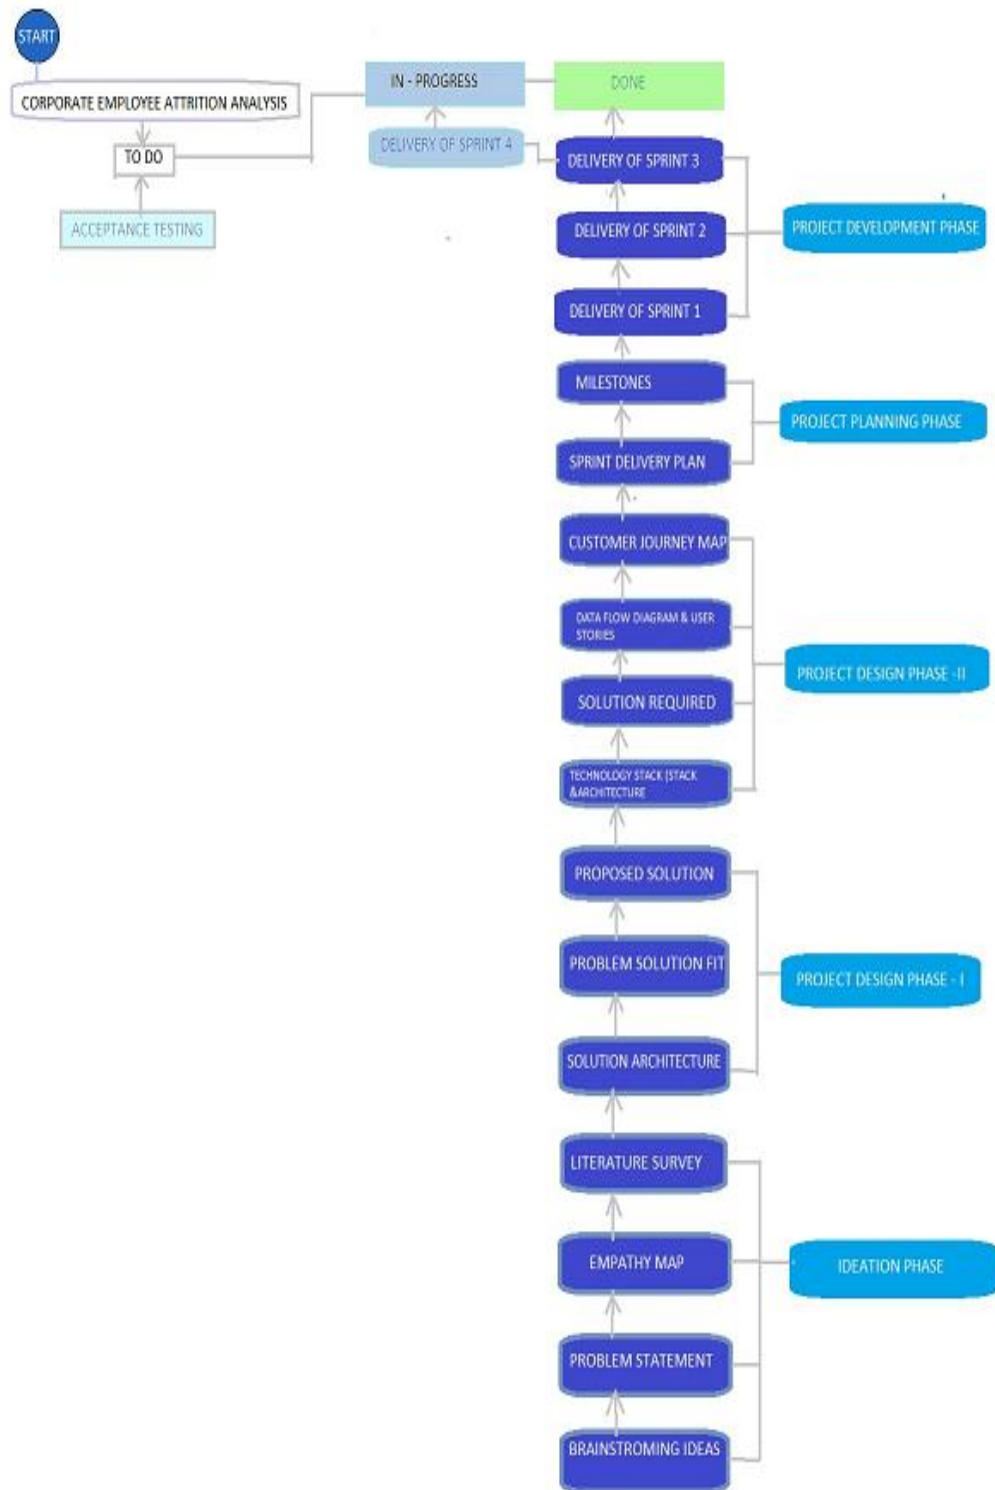 START
CORPORATE EMPLOYEE ATTRITION ANALYSIS
TO DO
ACCEPTANCE TESTING
IN - PROGRESS
DELIVERY OF SPRINT 4
DONE
DELIVERY OF SPRINT 3
DELIVERY OF SPRINT 2
DELIVERY OF SPRINT 1
PROJECT DEVELOPMENT PHASE
MILESTONES
SPRINT DELIVERY PLAN
PROJECT PLANNING PHASE
CUSTOMER JOURNEY MAP
DATA FLOW DIAGRAM & USER
STORIES
SOLUTION REQUIRED
TECHNOLOGY STACK (STACK
&ARCHITECTURE
PROJECT DESIGN PHASE -II
PROPOSED SOLUTION
PROBLEM SOLUTION FIT
SOLUTION ARCHITECTURE
PROJECT DESIGN PHASE - I
LITERATURE SURVEY
EMPATHY MAP
PROBLEM STATEMENT
BRAINSTROMING IDEAS
IDEATION PHASE